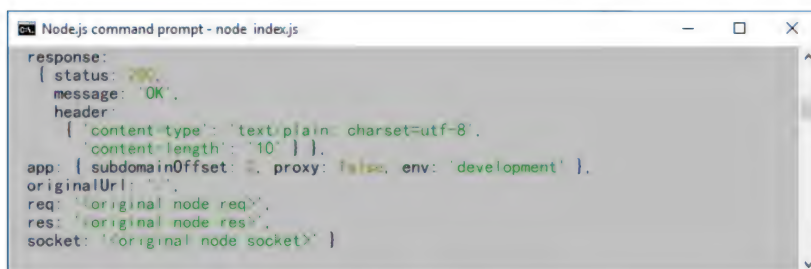 Node.js command prompt - node index.js
response:
{ status: 200,
message: 'OK',
header:
{ 'content-type': 'text/plain; charset=utf-8',
'content-length': '10' } },
app: { subdomainOffset: 2, proxy: false, env: 'development' },
originalUrl: '/',
req: '<original node req>',
res: '<original node res>',
socket: '<original node socket>' }